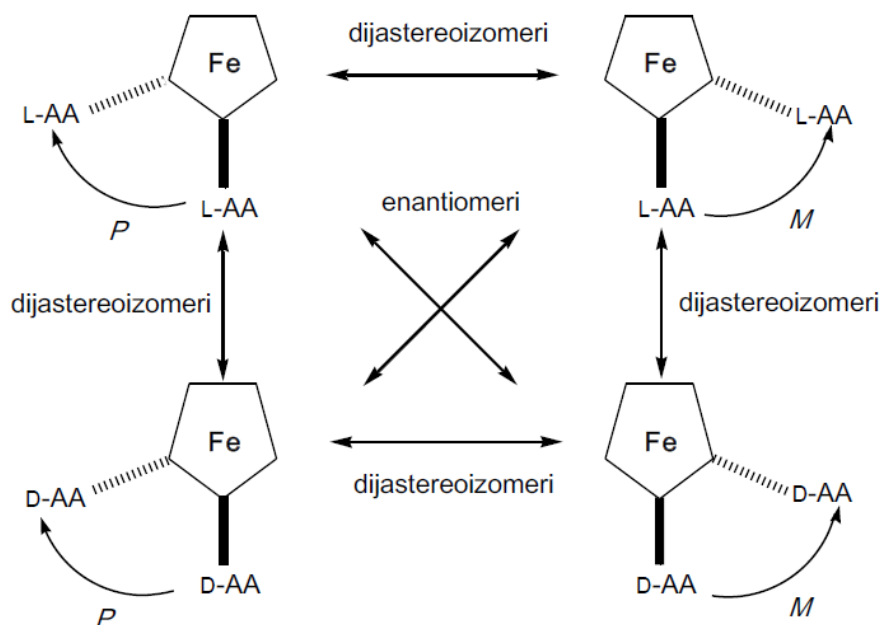 dijastereoizomeri
Fe
Fe
L-AA
L-AA
L-AA
enantiomeri
L-AA
P
M
dijastereoizomeri
dijastereoizomeri
Fe
Fe
D-AA
D-AA
dijastereoizomeri
D-AA
D-AA
P
M